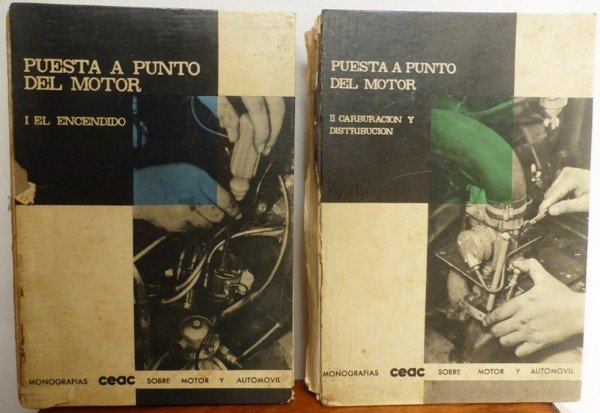 PUESTA A PUNTO
DEL MOTOR
I EL ENCENDIDO
MONOGRAFIAS ceac SOBRE MOTOR Y AUTOMOVIL
PUESTA A PUNTO
DEL MOTOR
II CARBURACION Y
DISTRIBUCION
MONOGRAFIAS ceac SOBRE MOTOR Y AUTOMOVIL